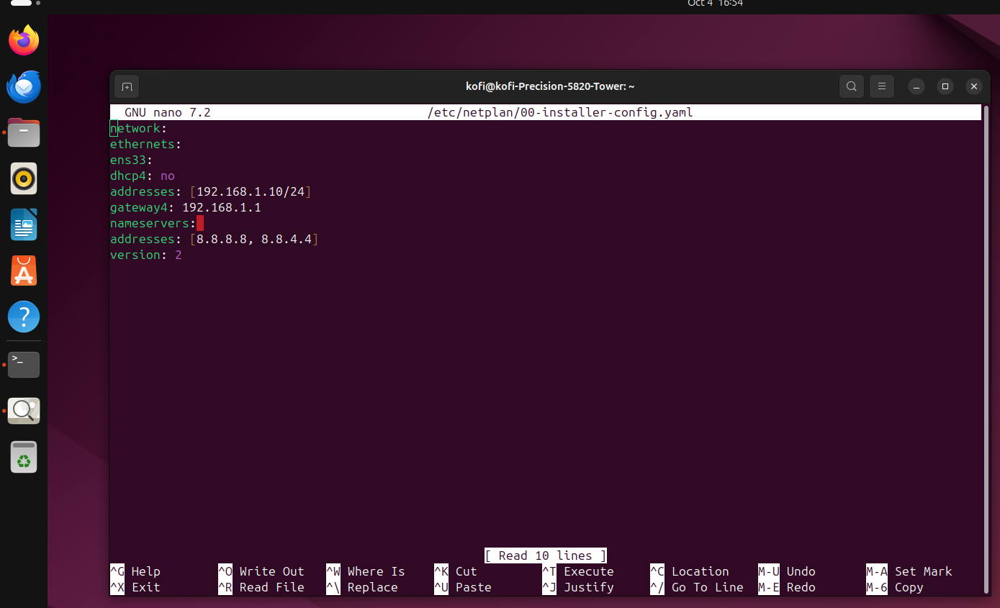 Oct 4 16:54
kofi@kofi-Precision-5820-Tower: ~
GNU nano 7.2 /etc/netplan/00-installer-config.yaml
network:
ethernets:
ens33:
dhcp4: no
addresses: [192.168.1.10/24]
gateway4: 192.168.1.1
nameservers:
addresses: [8.8.8.8, 8.8.4.4]
version: 2
[ Read 10 lines ]
^G Help ^O Write Out ^W Where Is ^K Cut ^T Execute ^C Location M-U Undo M-A Set Mark
^X Exit ^R Read File ^\ Replace ^U Paste ^J Justify ^/ Go To Line M-E Redo M-6 Copy